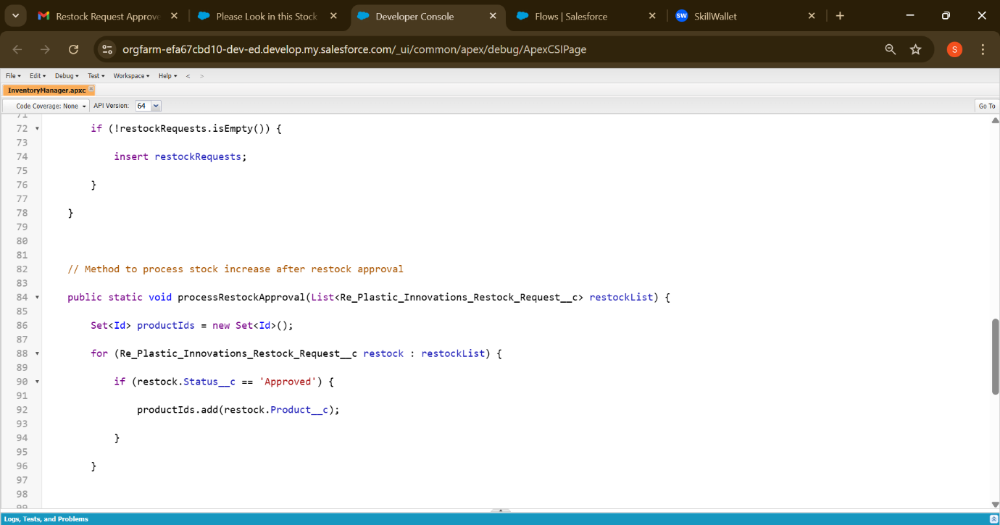 Restock Request Approve
Please Look in this Stock
Developer Console
Flows | Salesforce
SW SkillWallet
orgfarm-efa67cbd10-dev-ed.develop.my.salesforce.com/_ui/common/apex/debug/ApexCSIPage
S
File Edit Debug Test Workspace Help < >
InventoryManager.apxc
Code Coverage: None API Version: 64 Go To
71
72 if (!restockRequests.isEmpty()) {
73
74 insert restockRequests;
75
76 }
77
78 }
79
80
81
82 // Method to process stock increase after restock approval
83
84 public static void processRestockApproval(List<Re_Plastic_Innovations_Restock_Request__c> restockList) {
85
86 Set<Id> productIds = new Set<Id>();
87
88 for (Re_Plastic_Innovations_Restock_Request__c restock : restockList) {
89
90 if (restock.Status__c == 'Approved') {
91
92 productIds.add(restock.Product__c);
93
94 }
95
96 }
97
98
99
Logs, Tests, and Problems